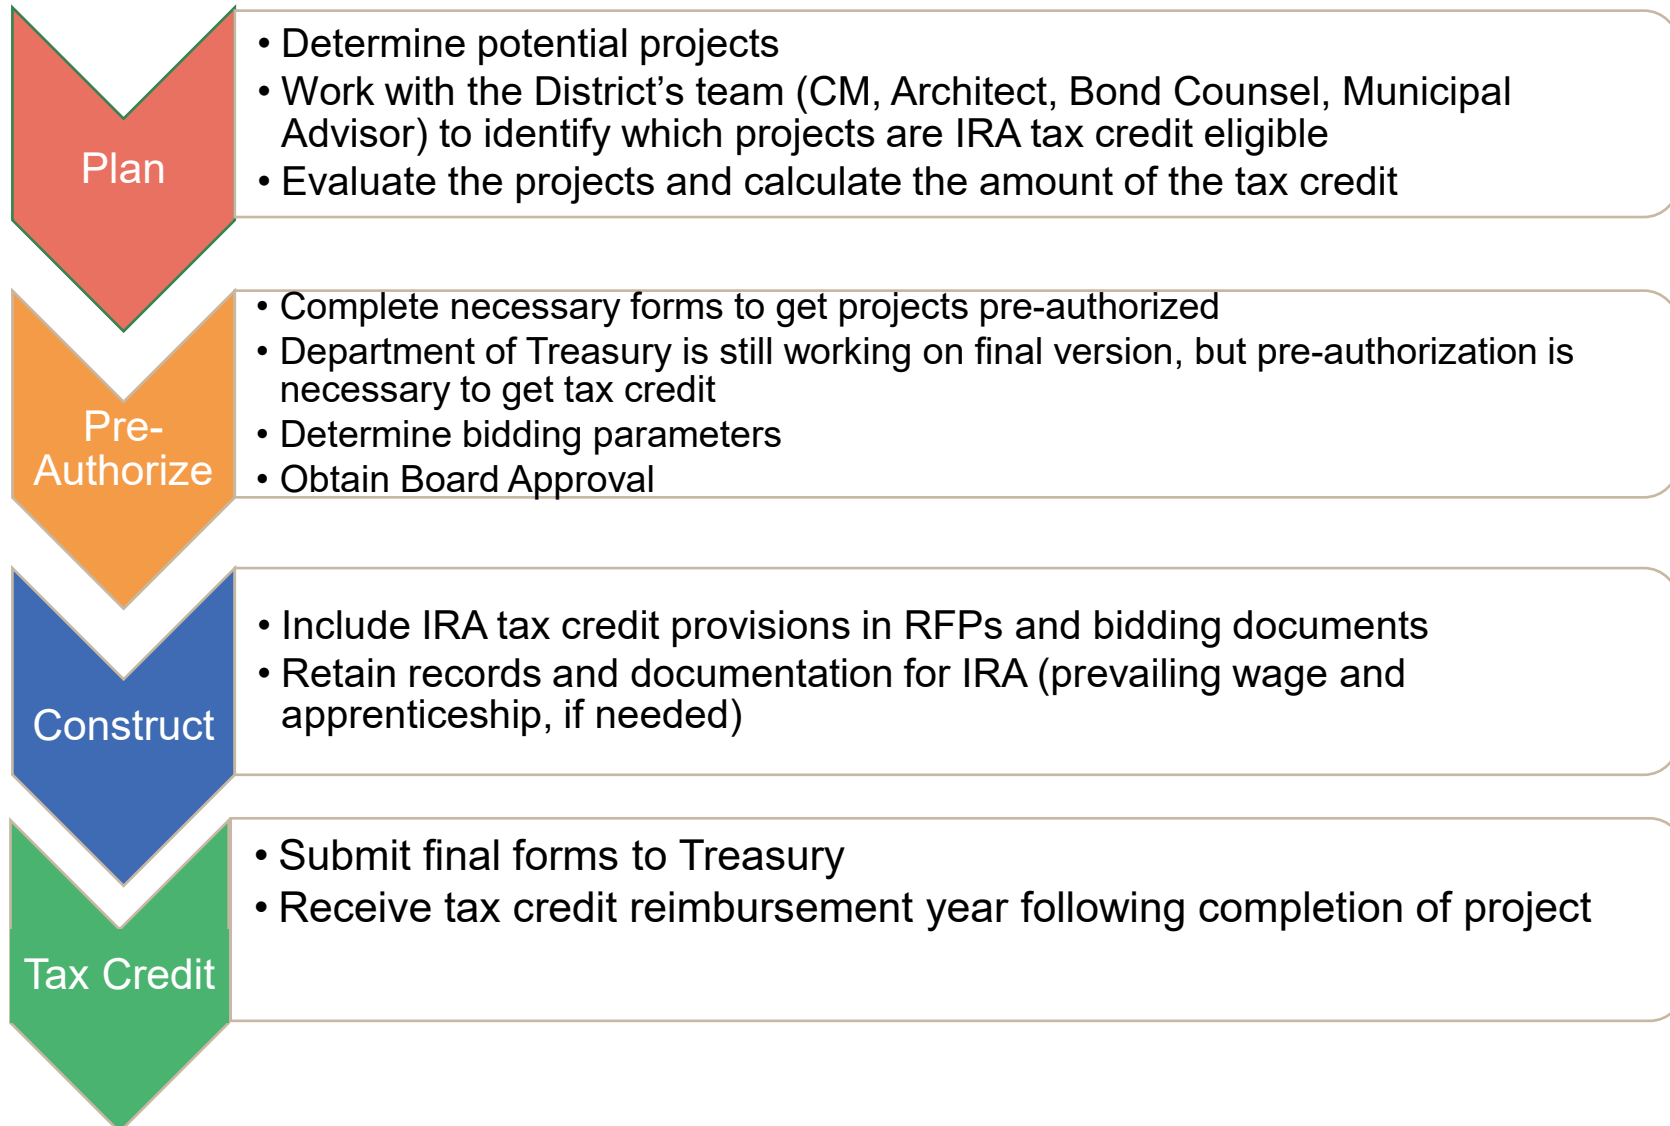 Plan
• Determine potential projects
• Work with the District’s team (CM, Architect, Bond Counsel, Municipal
Advisor) to identify which projects are IRA tax credit eligible
• Evaluate the projects and calculate the amount of the tax credit
Pre-
Authorize
• Complete necessary forms to get projects pre-authorized
• Department of Treasury is still working on final version, but pre-authorization is
necessary to get tax credit
• Determine bidding parameters
• Obtain Board Approval
Construct
• Include IRA tax credit provisions in RFPs and bidding documents
• Retain records and documentation for IRA (prevailing wage and
apprenticeship, if needed)
Tax Credit
• Submit final forms to Treasury
• Receive tax credit reimbursement year following completion of project